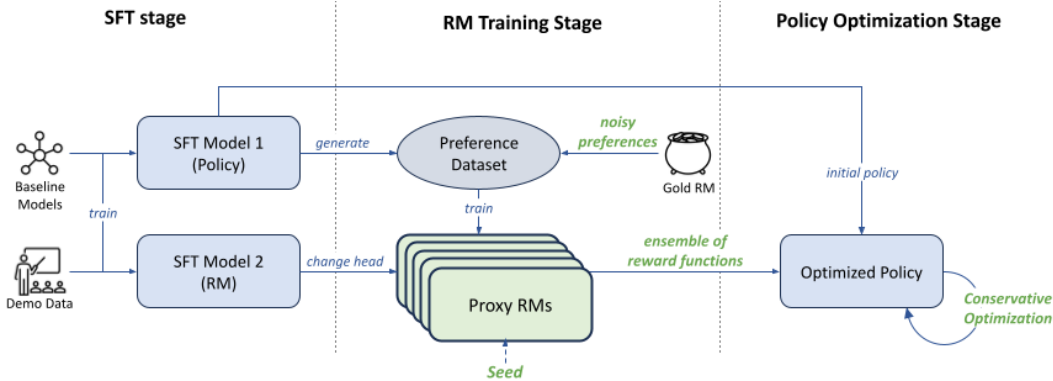 SFT stage
RM Training Stage
Policy Optimization Stage
Baseline
Models
train
Demo Data
SFT Model 1
(Policy)
SFT Model 2
(RM)
generate
change head
Preference
Dataset
noisy
preferences
Gold RM
train
Proxy RMs
Seed
ensemble of
reward functions
initial policy
Optimized Policy
Conservative
Optimization